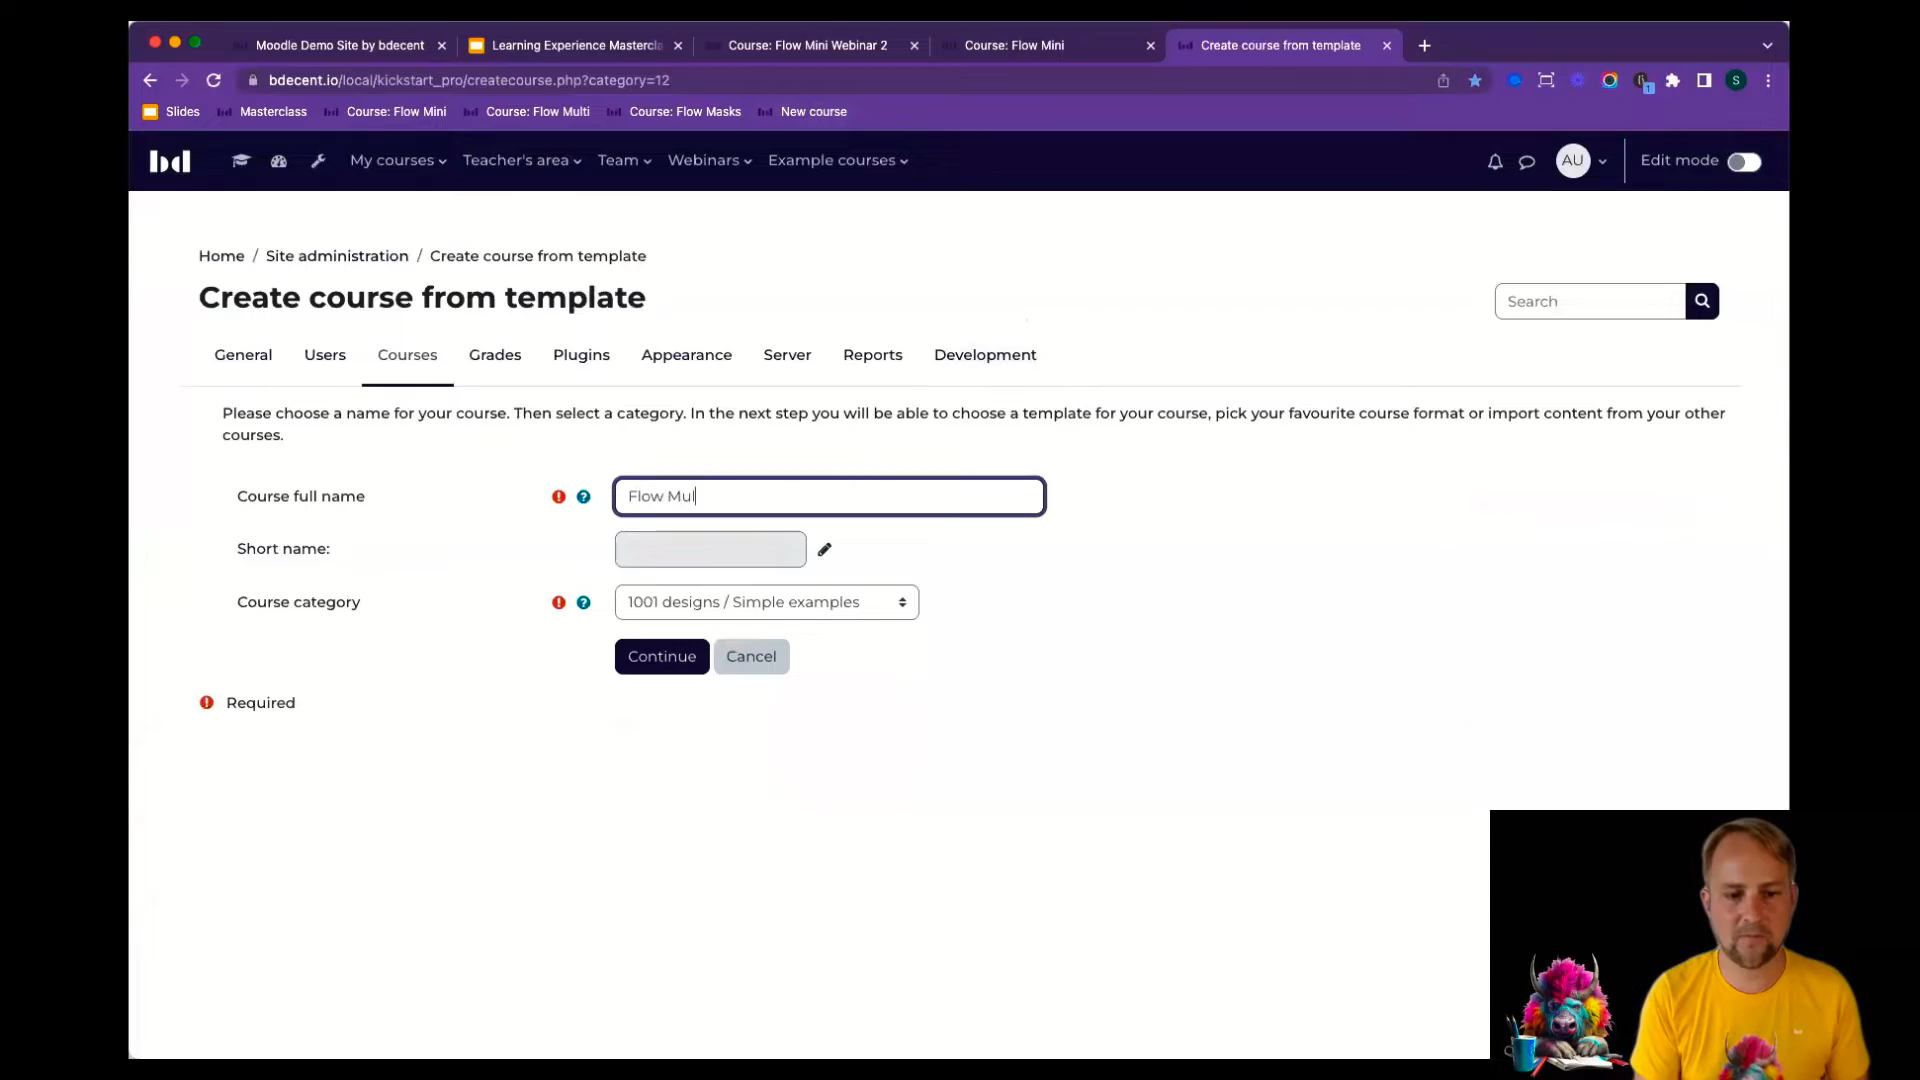 Moodle Demo Site by bdecent
Learning Experience Mastercla
Course: Flow Mini Webinar 2
Course: Flow Mini
Create course from template
bdecent.io/local/kickstart_pro/createcourse.php?category=12
S
Slides
Masterclass
Course: Flow Mini
Course: Flow Multi
Course: Flow Masks
New course
bd
My courses
Teacher's area
Team
Webinars
Example courses
AU
Edit mode
Home / Site administration / Create course from template
Create course from template
Search
General Users Courses Grades Plugins Appearance Server Reports Development
Please choose a name for your course. Then select a category. In the next step you will be able to choose a template for your course, pick your favourite course format or import content from your other
courses.
Course full name
Flow Mul
Short name:
Course category
1001 designs / Simple examples
Continue Cancel
Required